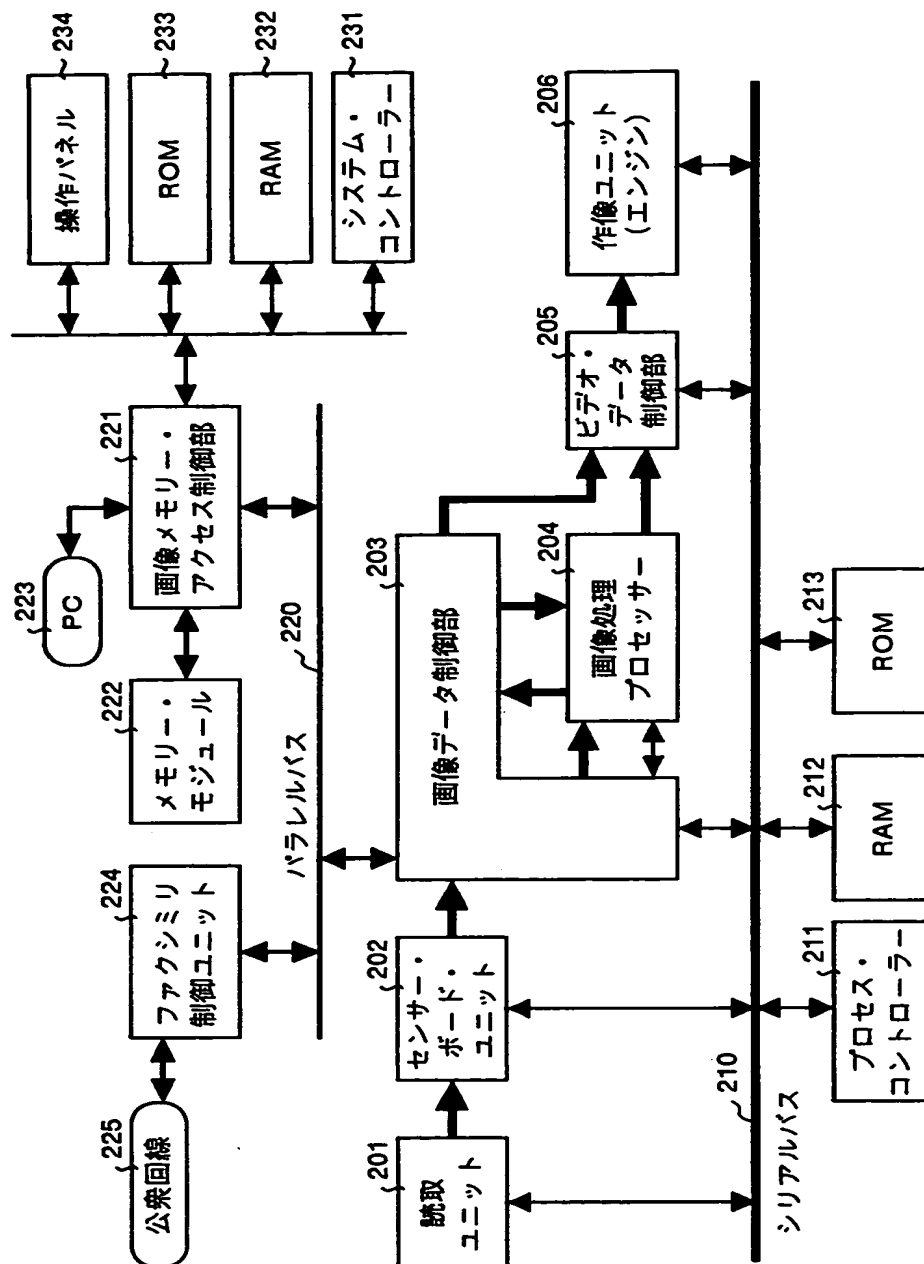 公衆回線
225
ファクシミリ
制御ユニット
224
メモリー・
モジュール
222
PC
223
画像メモリー・
アクセス制御部
221
操作パネル
234
ROM
233
RAM
232
システム・
コントローラー
231
パラレルバス
220
読取
ユニット
201
センサー・
ボード・
ユニット
202
画像データ制御部
203
画像処理
プロセッサー
204
ビデオ・
データ
制御部
205
作像ユニット
(エンジン)
206
シリアルバス
210
プロセス・
コントローラー
211
RAM
212
ROM
213